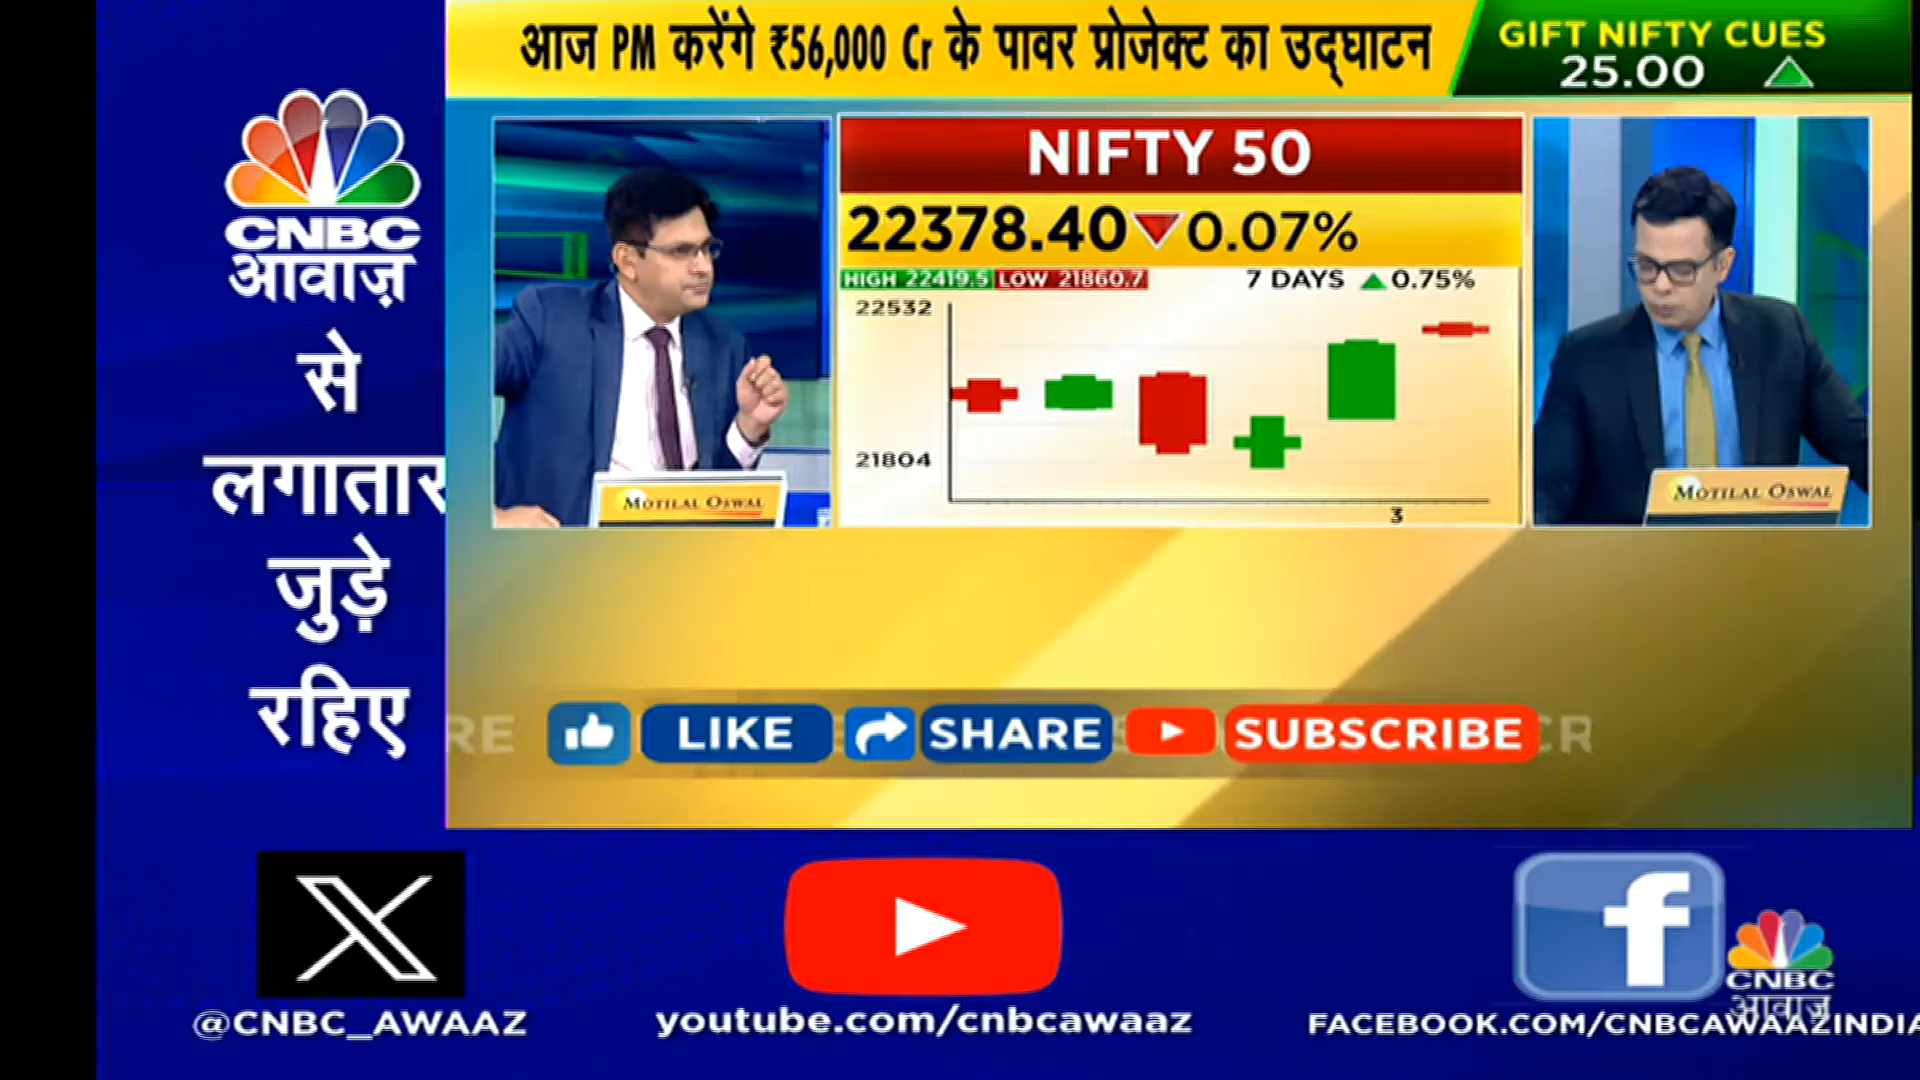 आज PM करेंगे ₹56,000 Cr के पावर प्रोजेक्ट का उद्घाटन
GIFT NIFTY CUES
25.00
CNBC
आवाज़
से
लगातार
जुड़े
रहिए
NIFTY 50
22378.40 0.07%
HIGH 22419.5 LOW 21860.7 7 DAYS 0.75%
22532
21804
3
MOTILAL OSWAL
MOTILAL OSWAL
LIKE SHARE SUBSCRIBE
@CNBC_AWAAZ
youtube.com/cnbcawaaz
FACEBOOK.COM/CNBCAWAAZINDIA
CNBC
आवाज़